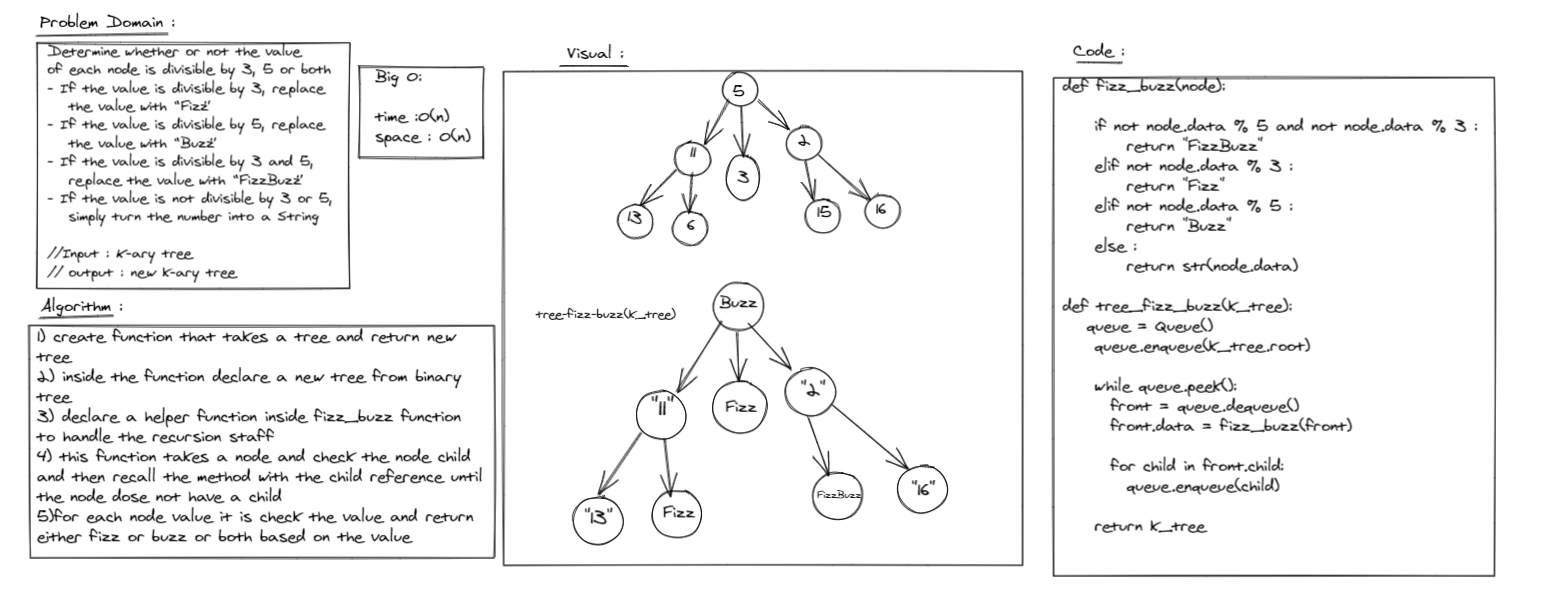 Problem Domain :
Determine whether or not the value
of each node is divisible by 3, 5 or both
- If the value is divisible by 3, replace
the value with "Fizz"
- If the value is divisible by 5, replace
the value with "Buzz"
- If the value is divisible by 3 and 5,
replace the value with "FizzBuzz"
- If the value is not divisible by 3 or 5,
simply turn the number into a String
//Input : K-ary tree
// output : new K-ary tree
Big O:
time :O(n)
space : O(n)
Algorithm :
1) create function that takes a tree and return new
tree
2) inside the function declare a new tree from binary
tree
3) declare a helper function inside fizz_buzz function
to handle the recursion staff
4) this function takes a node and check the node child
and then recall the method with the child reference until
the node dose not have a child
5)for each node value it is check the value and return
either fizz or buzz or both based on the value
Visual :
5
11
3
2
13
6
15
16
tree-fizz-buzz(K_tree)
Buzz
"11"
Fizz
"2"
"13"
Fizz
FizzBuzz
"16"
Code :
def fizz_buzz(node):
if not node.data % 5 and not node.data % 3 :
return "FizzBuzz"
elif not node.data % 3 :
return "Fizz"
elif not node.data % 5 :
return "Buzz"
else :
return str(node.data)
def tree_fizz_buzz(K_tree):
queue = Queue()
queue.enqueue(K_tree.root)
while queue.peek():
front = queue.dequeue()
front.data = fizz_buzz(front)
for child in front.child:
queue.enqueue(child)
return K_tree